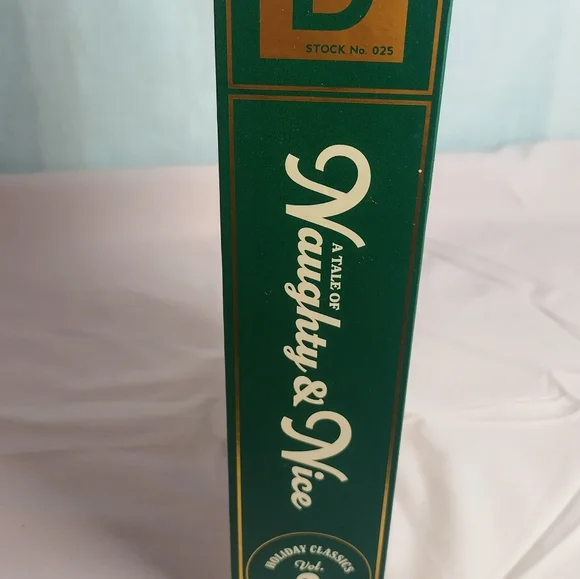 D
STOCK No. 025
A TALE OF
Naughty & Nice
HOLIDAY CLASSICS
Vol.